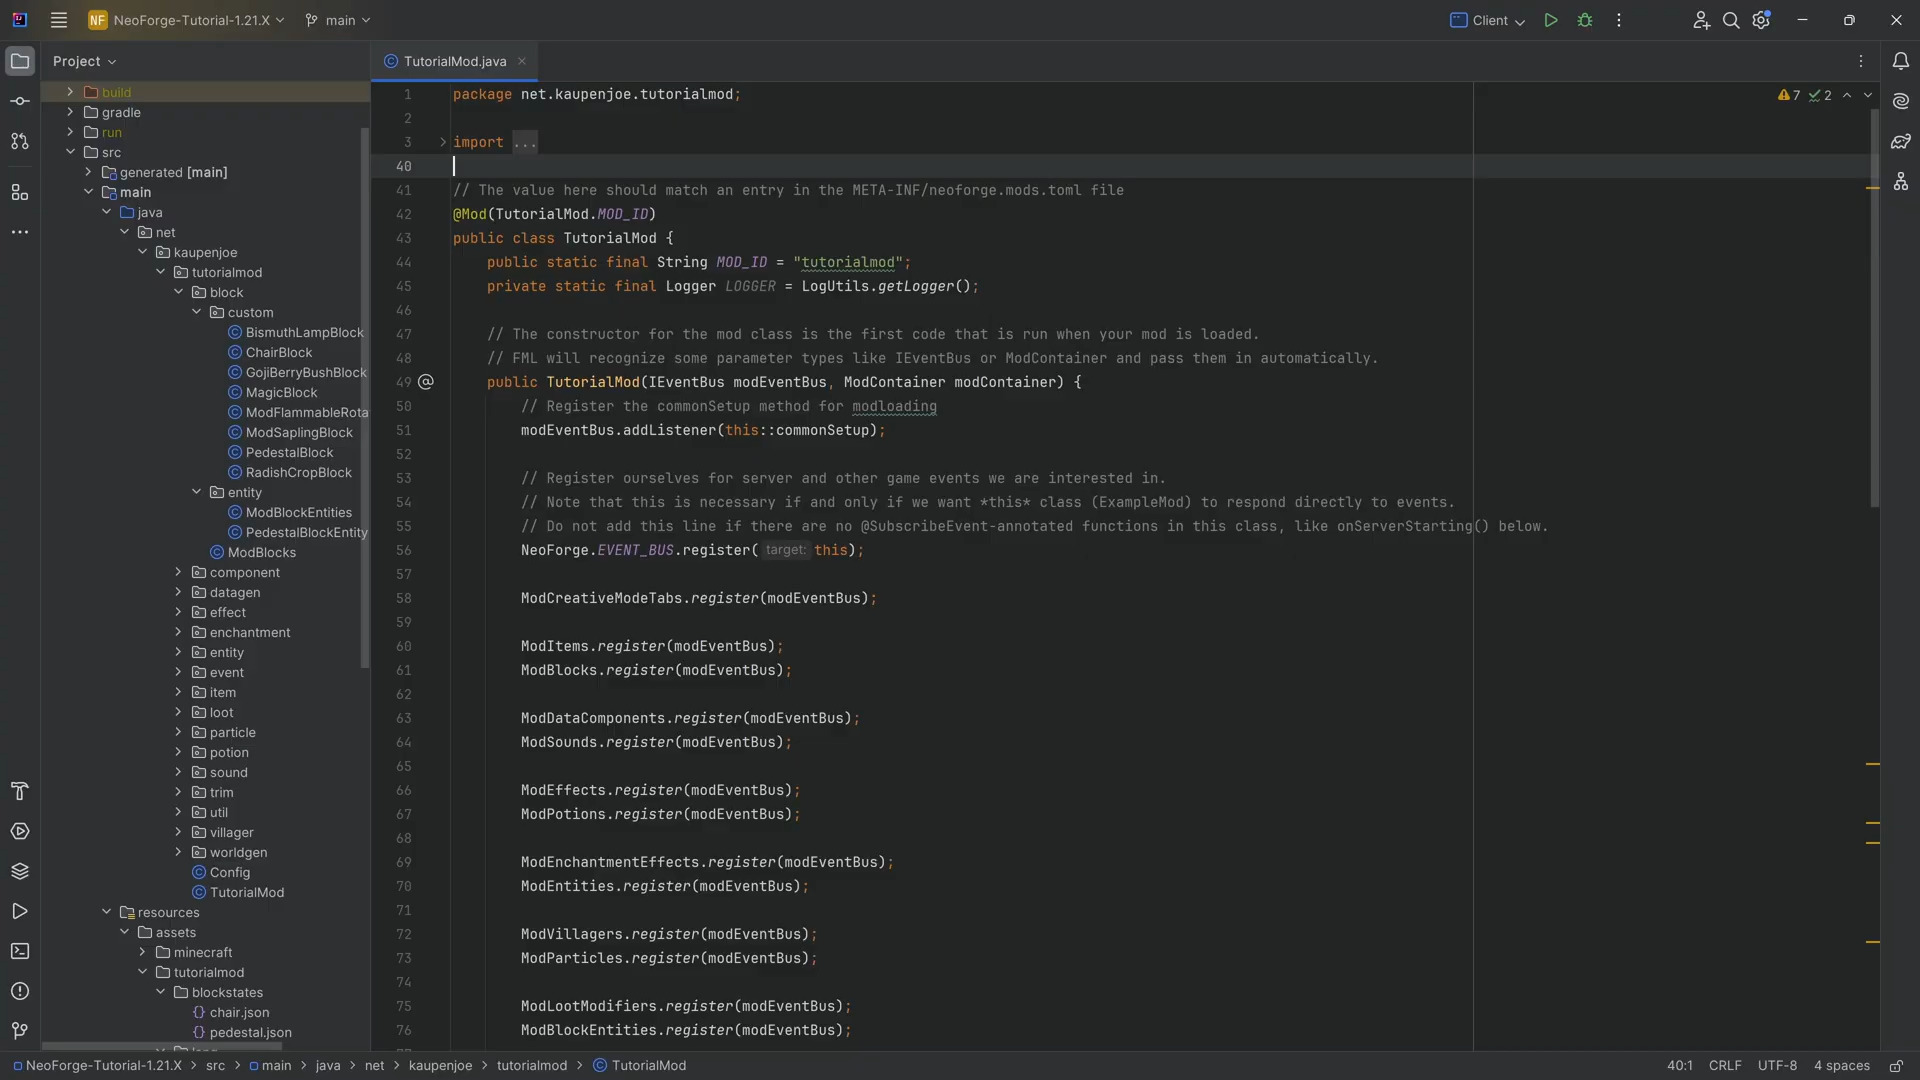 NF NeoForge-Tutorial-1.21.X main Client
Project
TutorialMod.java
build
gradle
run
src
generated [main]
main
java
net
kaupenjoe
tutorialmod
block
custom
BismuthLampBlock
ChairBlock
GojiBerryBushBlock
MagicBlock
ModFlammableRota
ModSaplingBlock
PedestalBlock
RadishCropBlock
entity
ModBlockEntities
PedestalBlockEntity
ModBlocks
component
datagen
effect
enchantment
entity
event
item
loot
particle
potion
sound
trim
util
villager
worldgen
Config
TutorialMod
resources
assets
minecraft
tutorialmod
blockstates
chair.json
pedestal.json
7 2
1 package net.kaupenjoe.tutorialmod;
2
3 import ...
40
41 // The value here should match an entry in the META-INF/neoforge.mods.toml file
42 @Mod(TutorialMod.MOD_ID)
43 public class TutorialMod {
44 public static final String MOD_ID = "tutorialmod";
45 private static final Logger LOGGER = LogUtils.getLogger();
46
47 // The constructor for the mod class is the first code that is run when your mod is loaded.
48 // FML will recognize some parameter types like IEventBus or ModContainer and pass them in automatically.
49 public TutorialMod(IEventBus modEventBus, ModContainer modContainer) {
50 // Register the commonSetup method for modloading
51 modEventBus.addListener(this::commonSetup);
52
53 // Register ourselves for server and other game events we are interested in.
54 // Note that this is necessary if and only if we want *this* class (ExampleMod) to respond directly to events.
55 // Do not add this line if there are no @SubscribeEvent-annotated functions in this class, like onServerStarting() below.
56 NeoForge.EVENT_BUS.register( target: this);
57
58 ModCreativeModeTabs.register(modEventBus);
59
60 ModItems.register(modEventBus);
61 ModBlocks.register(modEventBus);
62
63 ModDataComponents.register(modEventBus);
64 ModSounds.register(modEventBus);
65
66 ModEffects.register(modEventBus);
67 ModPotions.register(modEventBus);
68
69 ModEnchantmentEffects.register(modEventBus);
70 ModEntities.register(modEventBus);
71
72 ModVillagers.register(modEventBus);
73 ModParticles.register(modEventBus);
74
75 ModLootModifiers.register(modEventBus);
76 ModBlockEntities.register(modEventBus);
NeoForge-Tutorial-1.21.X > src > main > java > net > kaupenjoe > tutorialmod > TutorialMod 40:1 CRLF UTF-8 4 spaces